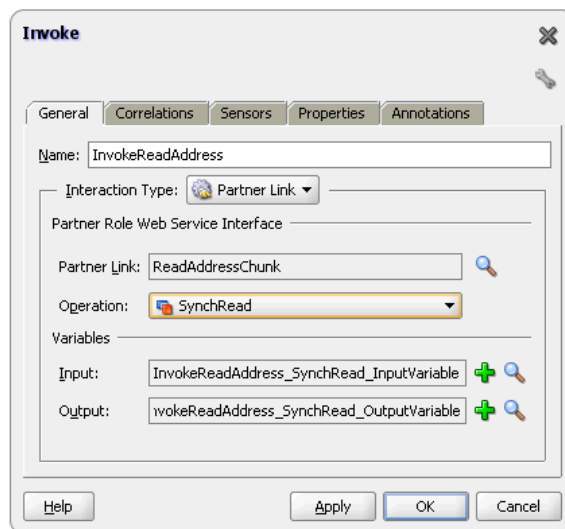 Invoke
General Correlations Sensors Properties Annotations
Name: InvokeReadAddress
Interaction Type: Partner Link
Partner Role Web Service Interface
Partner Link: ReadAddressChunk
Operation: SynchRead
Variables
Input: InvokeReadAddress_SynchRead_InputVariable
Output: vokeReadAddress_SynchRead_OutputVariable
Help Apply OK Cancel